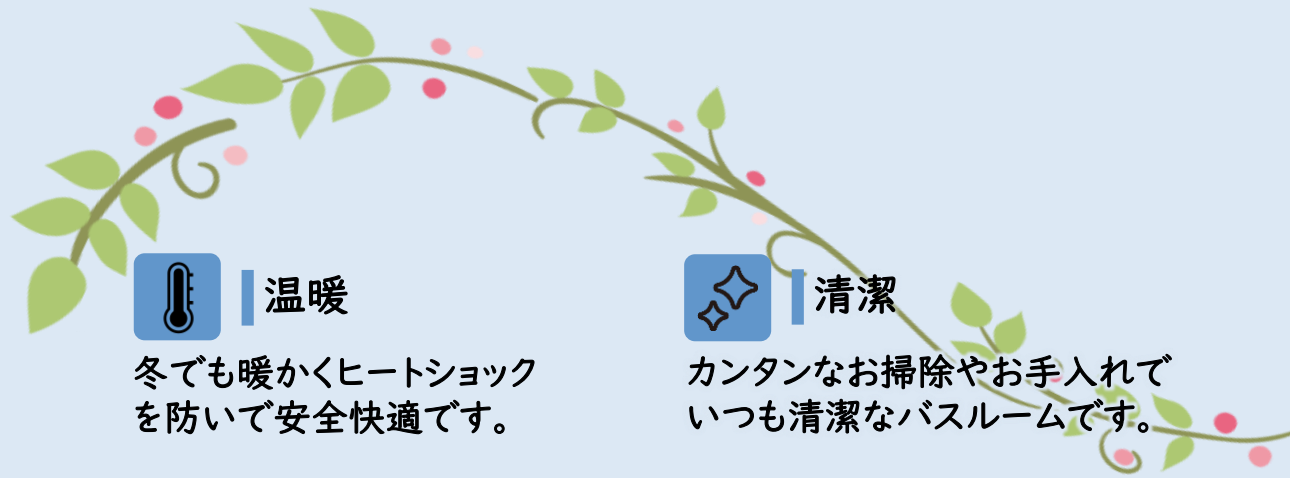 温暖
冬でも暖かくヒートショック
を防いで安全快適です。
清潔
カンタンなお掃除やお手入れで
いつも清潔なバスルームです。